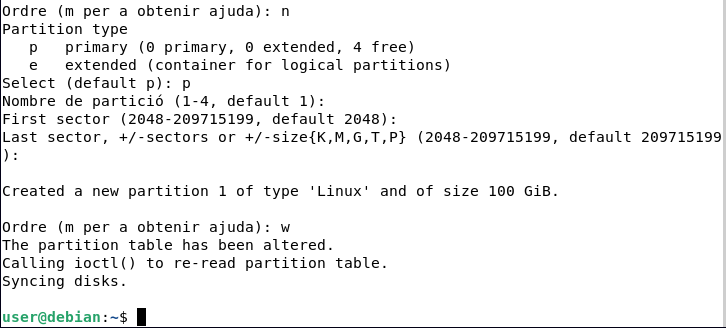 Ordre (m per a obtenir ajuda): n
Partition type
   p   primary (0 primary, 0 extended, 4 free)
   e   extended (container for logical partitions)
Select (default p): p
Nombre de partició (1-4, default 1):
First sector (2048-209715199, default 2048):
Last sector, +/-sectors or +/-size{K,M,G,T,P} (2048-209715199, default 209715199
):
Created a new partition 1 of type 'Linux' and of size 100 GiB.
Ordre (m per a obtenir ajuda): w
The partition table has been altered.
Calling ioctl() to re-read partition table.
Syncing disks.
user@debian:~$